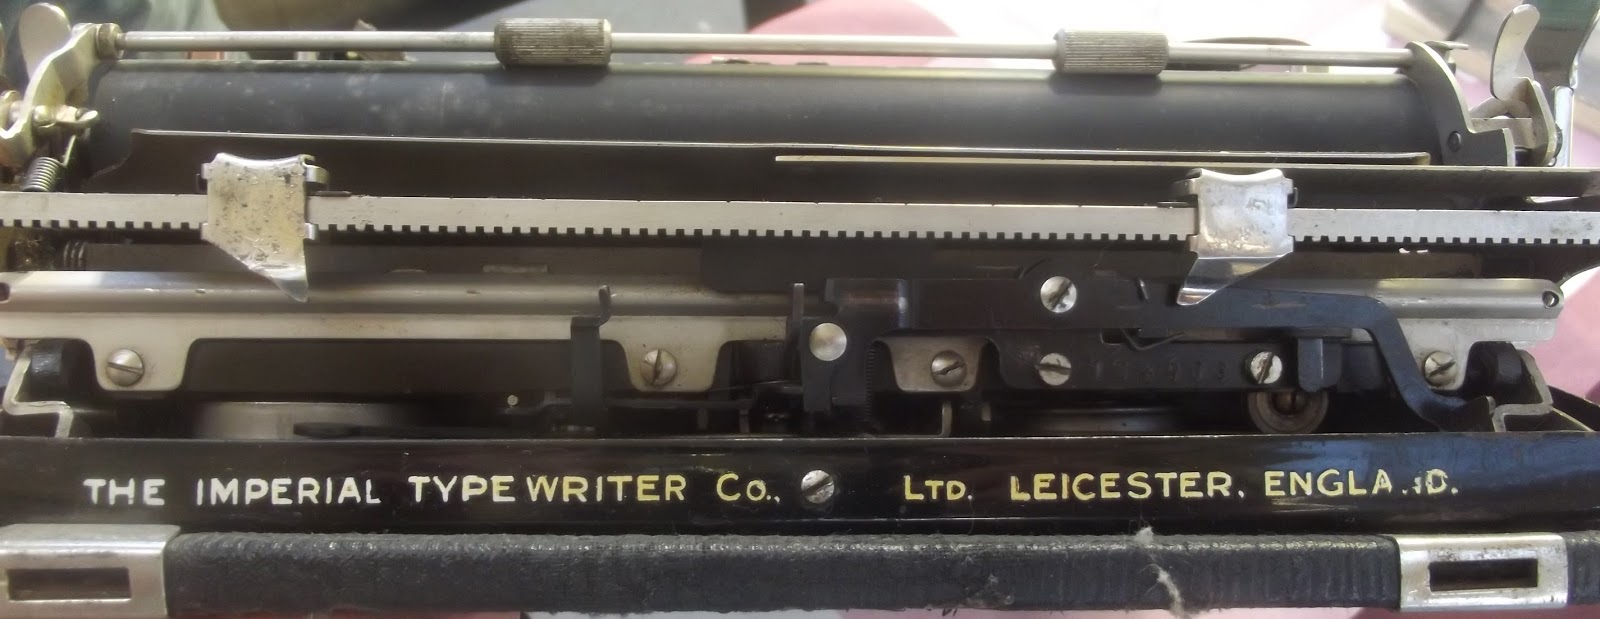 THE IMPERIAL TYPEWRITER Co., LTD. LEICESTER, ENGLAND.